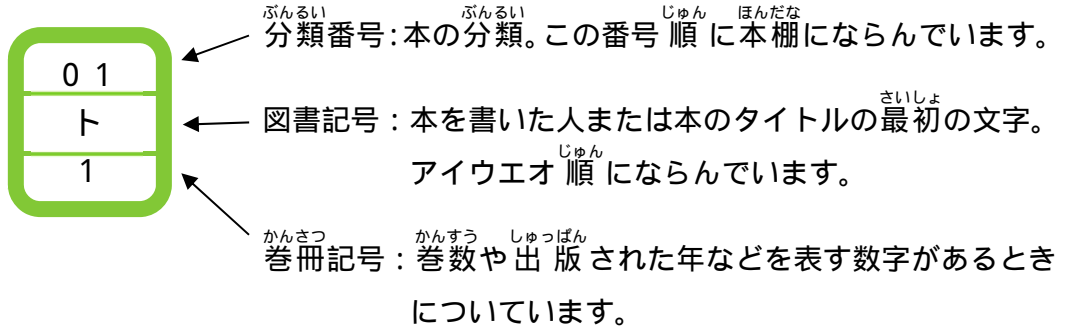 ０１
ト
１
ぶんるい ぶんるい じゅん ほんだな
分類番号：本の分類。この番号順に本棚にならんでいます。
さいしょ
図書記号：本を書いた人または本のタイトルの最初の文字。
じゅん
アイウエオ順にならんでいます。
かんさつ かんすう しゅっぱん
巻冊記号：巻数や出版された年などを表す数字があるとき
についています。